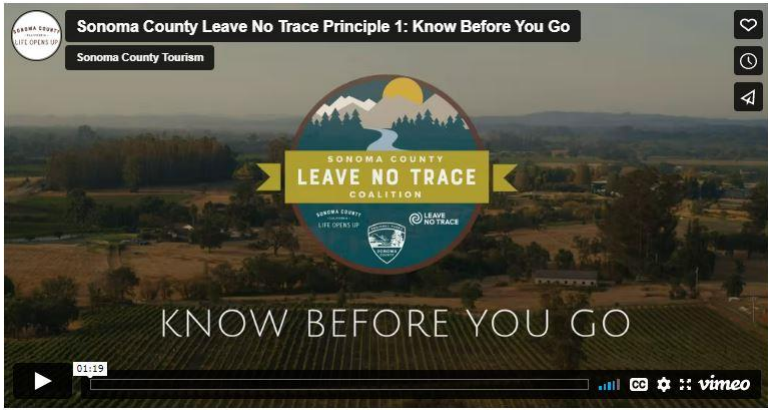 SONOMA COUNTY
CALIFORNIA
LIFE OPENS UP
Sonoma County Leave No Trace Principle 1: Know Before You Go
Sonoma County Tourism
SONOMA COUNTY
LEAVE NO TRACE
COALITION
SONOMA COUNTY
LIFE OPENS UP
LEAVE
NO TRACE
SONOMA
KNOW BEFORE YOU GO
01:19
CC
vimeo